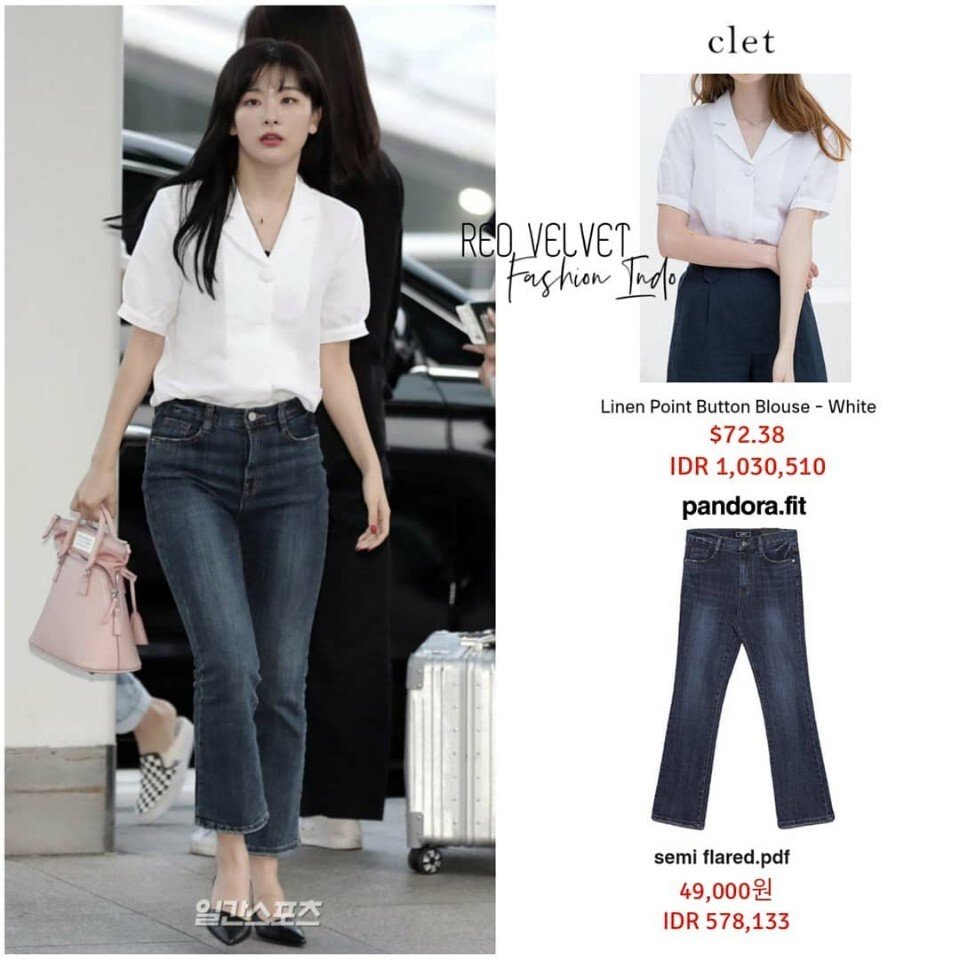 clet
RED VELVET
Fashion Indo
Linen Point Button Blouse - White
$72.38
IDR 1,030,510
pandora.fit
semi flared.pdf
49,000원
IDR 578,133
일간스포츠